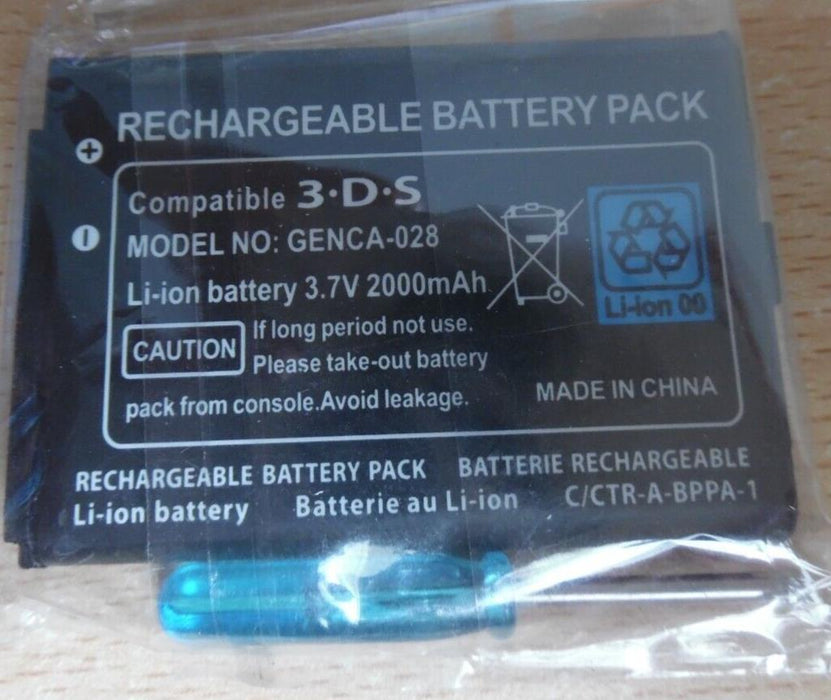 RECHARGEABLE BATTERY PACK
Compatible 3·D·S
MODEL NO: GENCA-028
Li-ion battery 3.7V 2000mAh
Li-ion 00
CAUTION
If long period not use.
Please take-out battery
pack from console.Avoid leakage.
MADE IN CHINA
RECHARGEABLE BATTERY PACK BATTERIE RECHARGEABLE
Li-ion battery Batterie au Li-ion C/CTR-A-BPPA-1